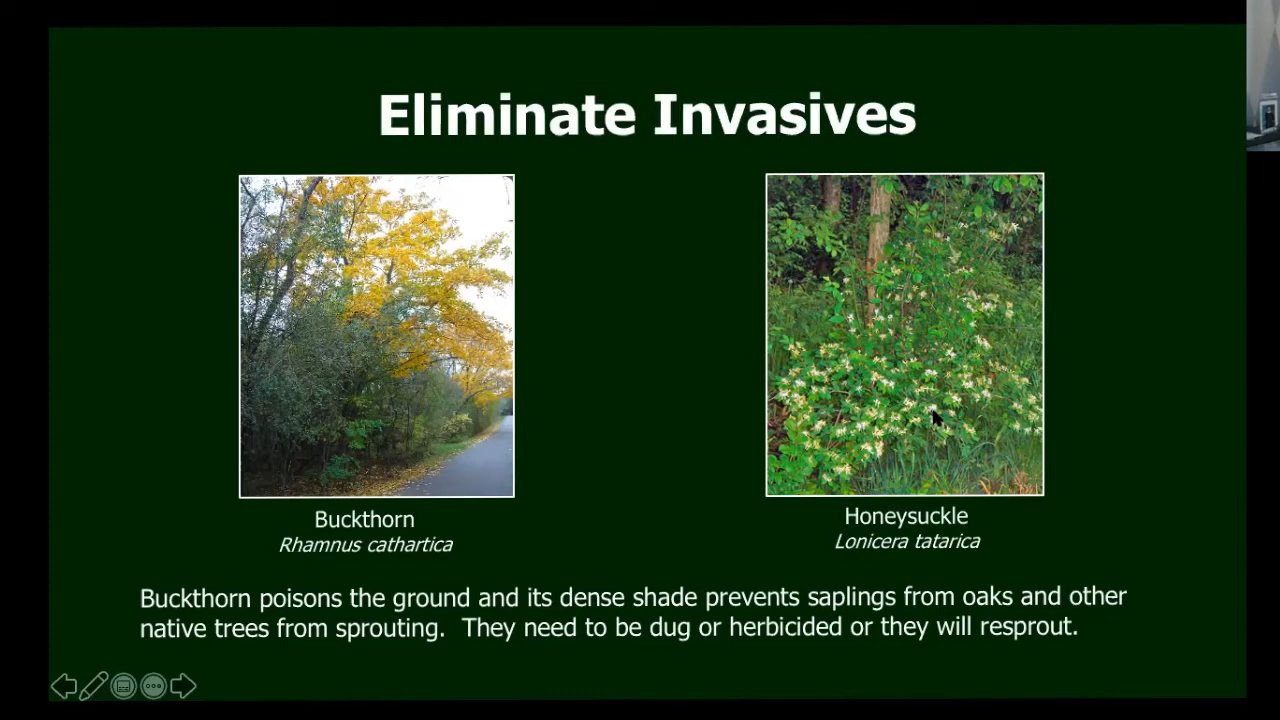 Eliminate Invasives
Buckthorn
Rhamnus cathartica
Honeysuckle
Lonicera tatarica
Buckthorn poisons the ground and its dense shade prevents saplings from oaks and other
native trees from sprouting.  They need to be dug or herbicided or they will resprout.